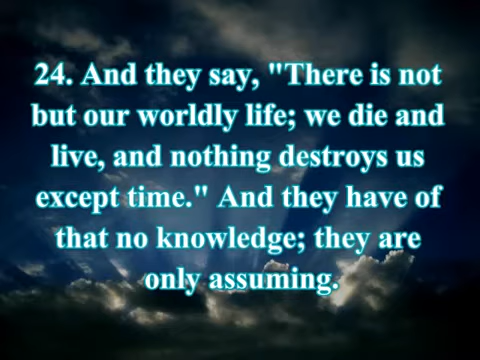 24. And they say, "There is not
but our worldly life; we die and
live, and nothing destroys us
except time." And they have of
that no knowledge; they are
only assuming.